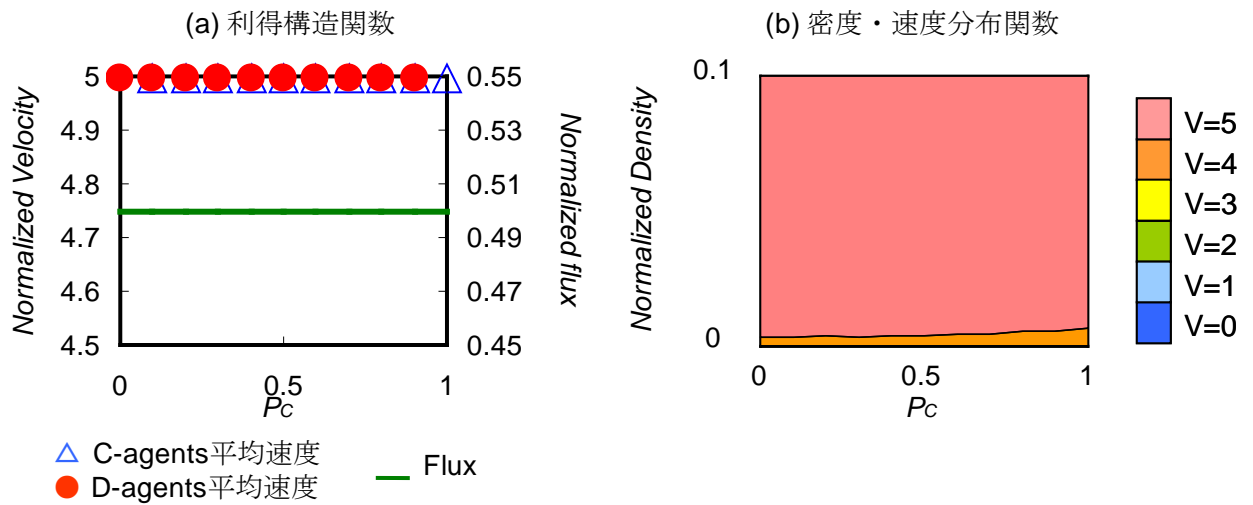 (a) 利得構造関数
Normalized Velocity
5
4.9
4.8
4.7
4.6
4.5
0.55
0.53
0.51
0.49
0.47
0.45
Normalized flux
0
0.5
1
PC
C-agents平均速度
D-agents平均速度
Flux
(b) 密度・速度分布関数
Normalized Density
0.1
0
0
0.5
1
PC
V=5
V=4
V=3
V=2
V=1
V=0